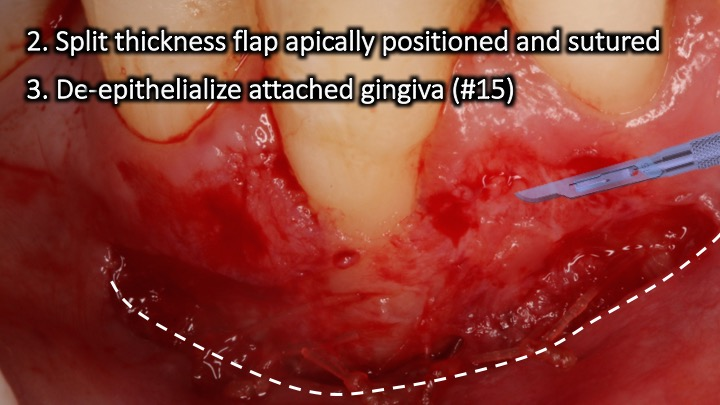 2. Split thickness flap apically positioned and sutured
3. De-epithelialize attached gingiva (#15)